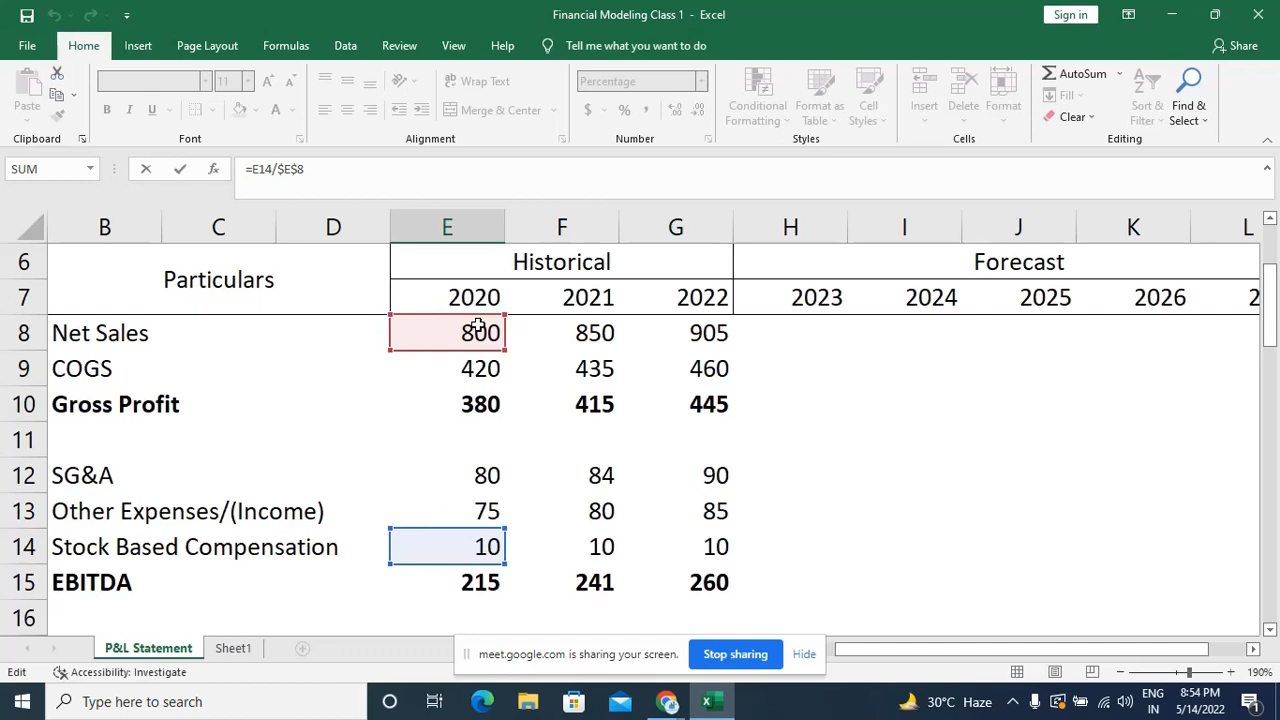 Financial Modeling Class 1 - Excel
Sign in
File Home Insert Page Layout Formulas Data Review View Help Tell me what you want to do Share
Paste
Clipboard
11
B I U
Font
Wrap Text
Merge & Center
Alignment
Percentage
$ % ,
Number
Conditional Formatting
Format as Table
Cell Styles
Styles
Insert Delete Format
Cells
AutoSum
Fill
Clear
Sort & Filter
Find & Select
Editing
SUM
=E14/$E$8
B C D E F G H I J K L
6 Particulars Historical Forecast
7 2020 2021 2022 2023 2024 2025 2026 2
8 Net Sales 800 850 905
9 COGS 420 435 460
10 Gross Profit 380 415 445
11
12 SG&A 80 84 90
13 Other Expenses/(Income) 75 80 85
14 Stock Based Compensation 10 10 10
15 EBITDA 215 241 260
16
P&L Statement Sheet1
meet.google.com is sharing your screen. Stop sharing Hide
Edit Accessibility: Investigate 190%
Type here to search
30°C Haze
ENG
IN
8:54 PM
5/14/2022
1